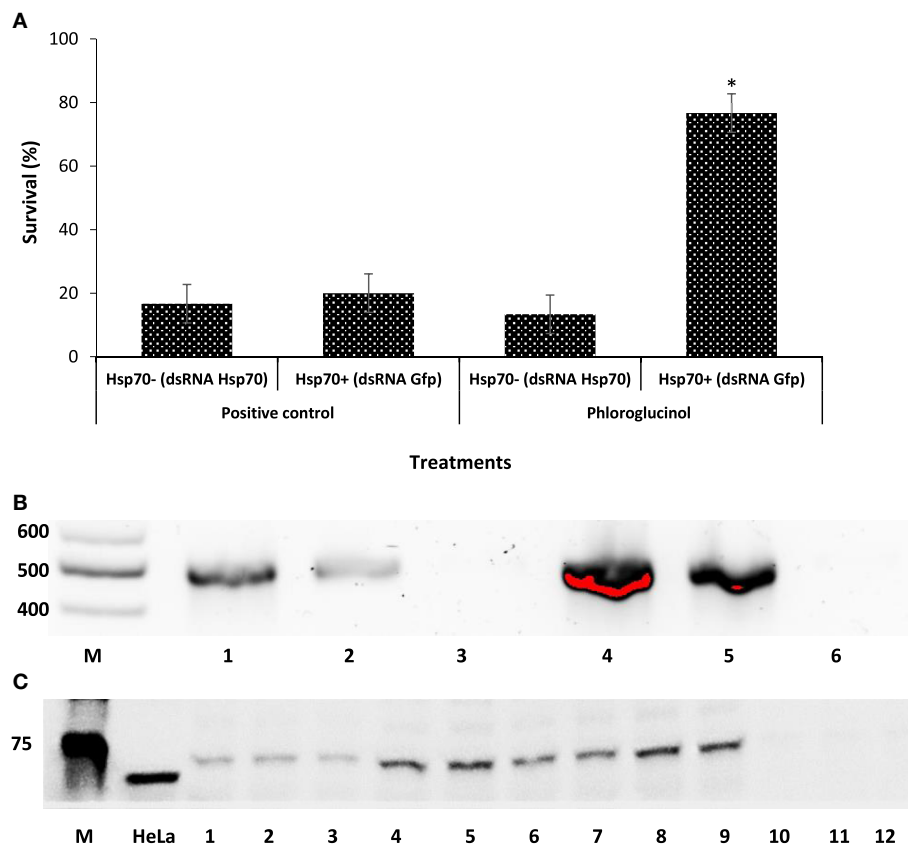 A
100
80
60
40
20
0
Survival (%)
*
Hsp70- (dsRNA Hsp70) Hsp70+ (dsRNA Gfp) Hsp70- (dsRNA Hsp70) Hsp70+ (dsRNA Gfp)
Positive control Phloroglucinol
Treatments
B
600
500
400
M 1 2 3 4 5 6
C
75
M HeLa 1 2 3 4 5 6 7 8 9 10 11 12